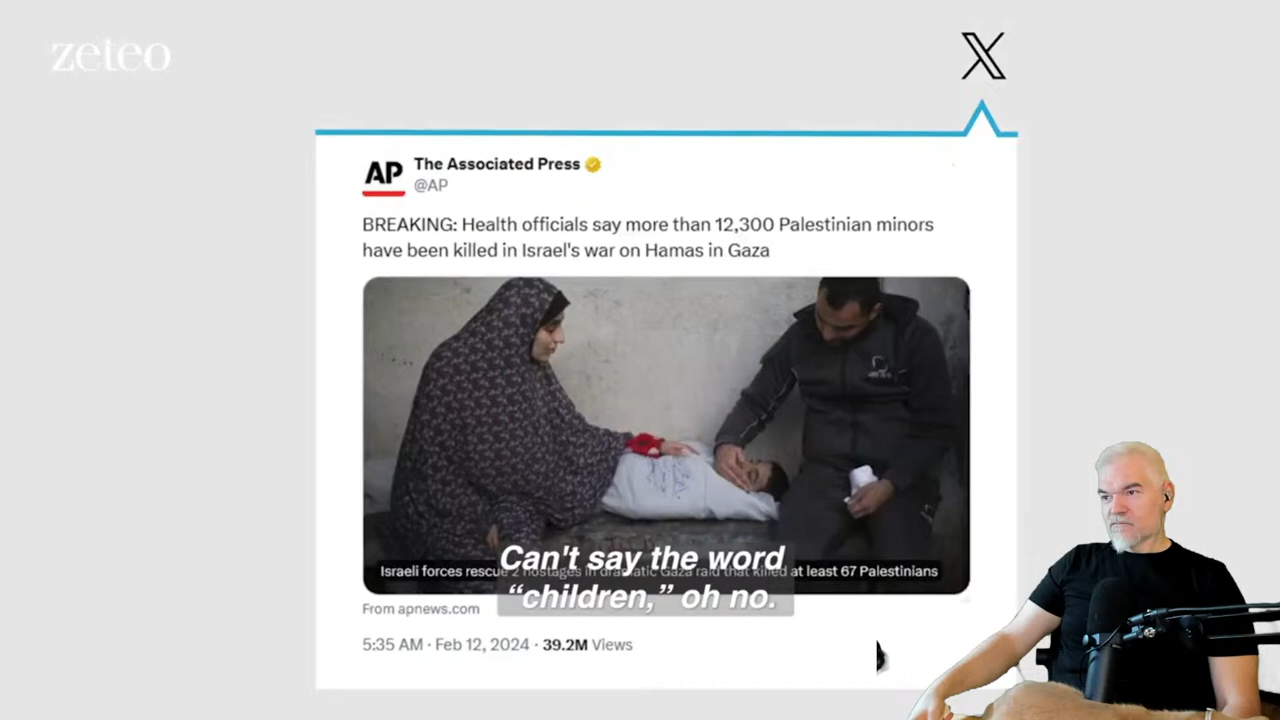 zeteo
X
AP
The Associated Press
@AP
BREAKING: Health officials say more than 12,300 Palestinian minors
have been killed in Israel's war on Hamas in Gaza
Israeli forces rescue 2 hostages in dramatic Gaza raid that killed at least 67 Palestinians
Can't say the word
“children,” oh no.
From apnews.com
5:35 AM · Feb 12, 2024 · 39.2M Views